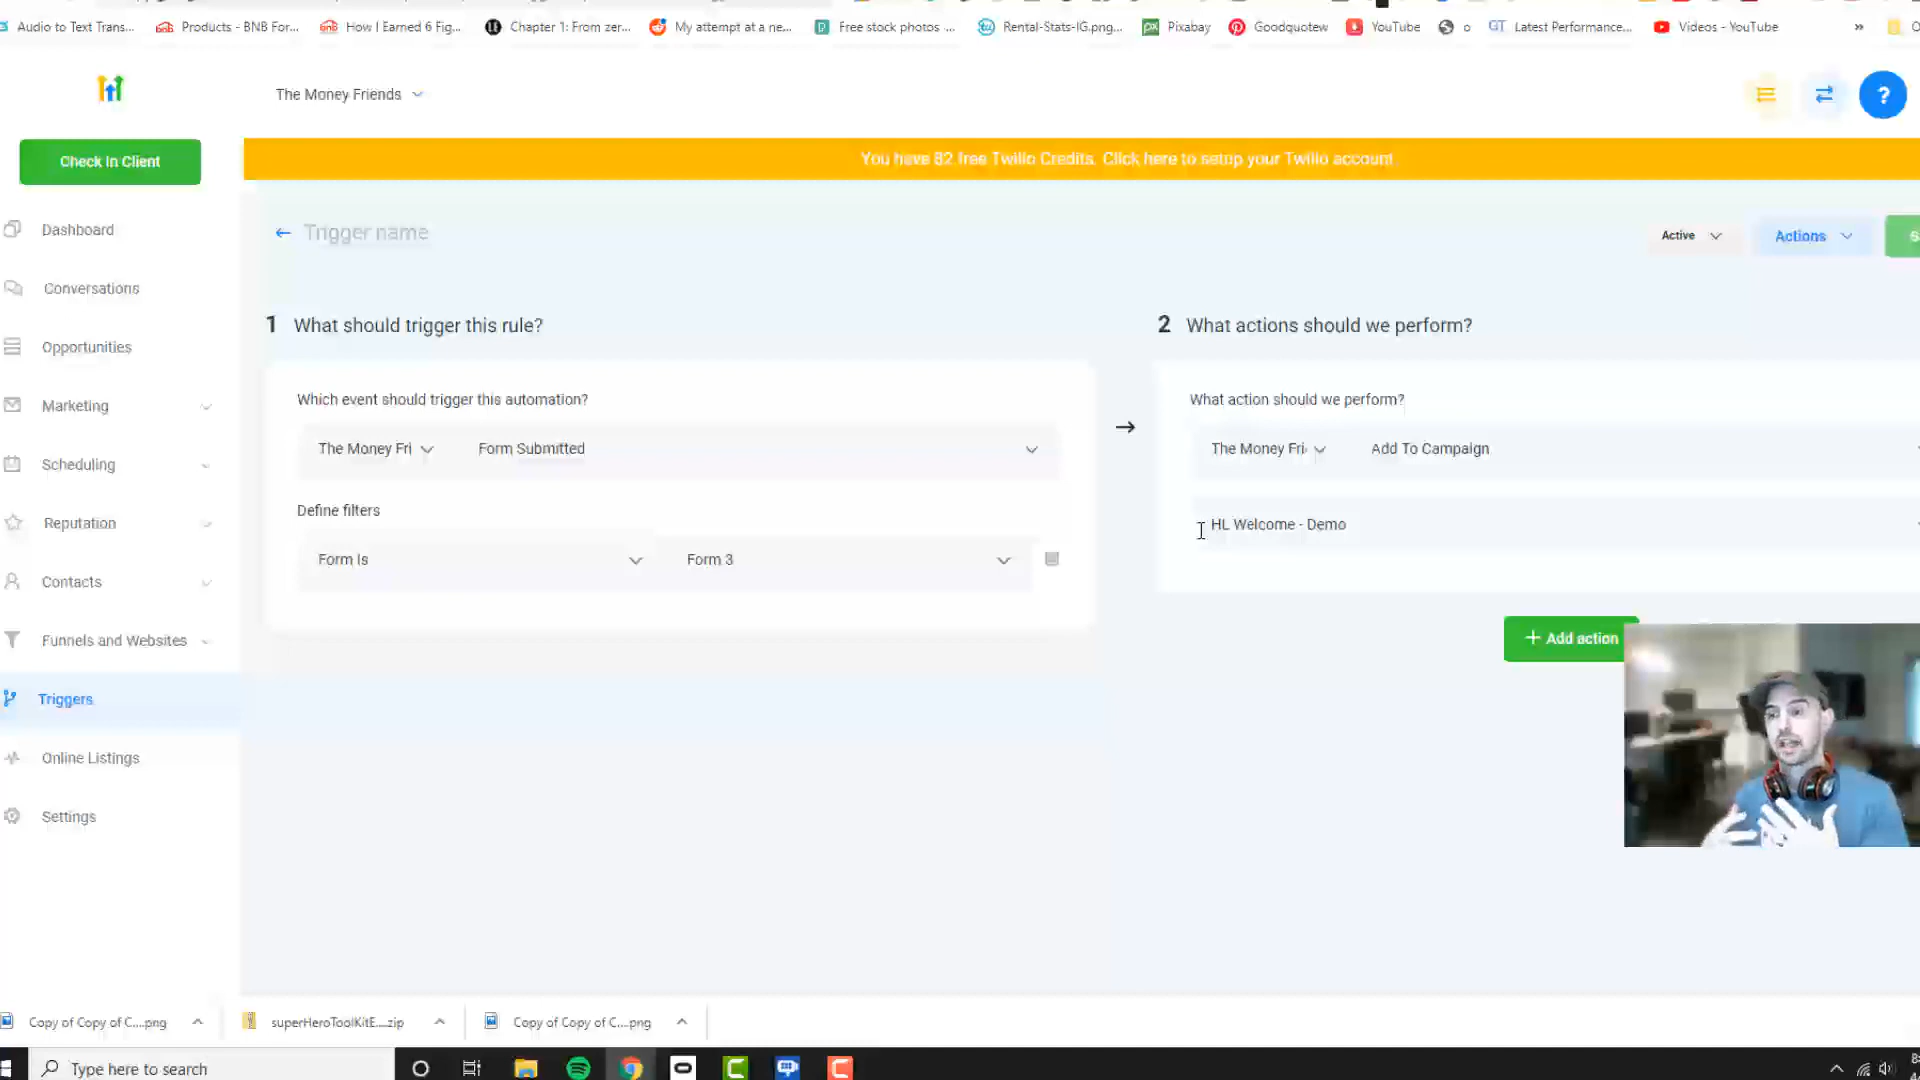 Audio to Text Trans... Products - BNB For... How I Earned 6 Fig... Chapter 1: From zer... My attempt at a ne... Free stock photos ... Rental-Stats-IG.png... Pixabay Goodquotew YouTube o Latest Performance... Videos - YouTube »
The Money Friends
?
Check In Client
You have 82 free Twilio Credits. Click here to setup your Twilio account
Dashboard
Trigger name
Active
Actions
Conversations
1 What should trigger this rule?
2 What actions should we perform?
Opportunities
Which event should trigger this automation?
What action should we perform?
Marketing
The Money Fri
Form Submitted
The Money Fri
Add To Campaign
Scheduling
Define filters
HL Welcome - Demo
Reputation
Form Is
Form 3
Contacts
Funnels and Websites
+ Add action
Triggers
Online Listings
Settings
Copy of Copy of C....png
superHeroToolKitE....zip
Copy of Copy of C....png
Type here to search